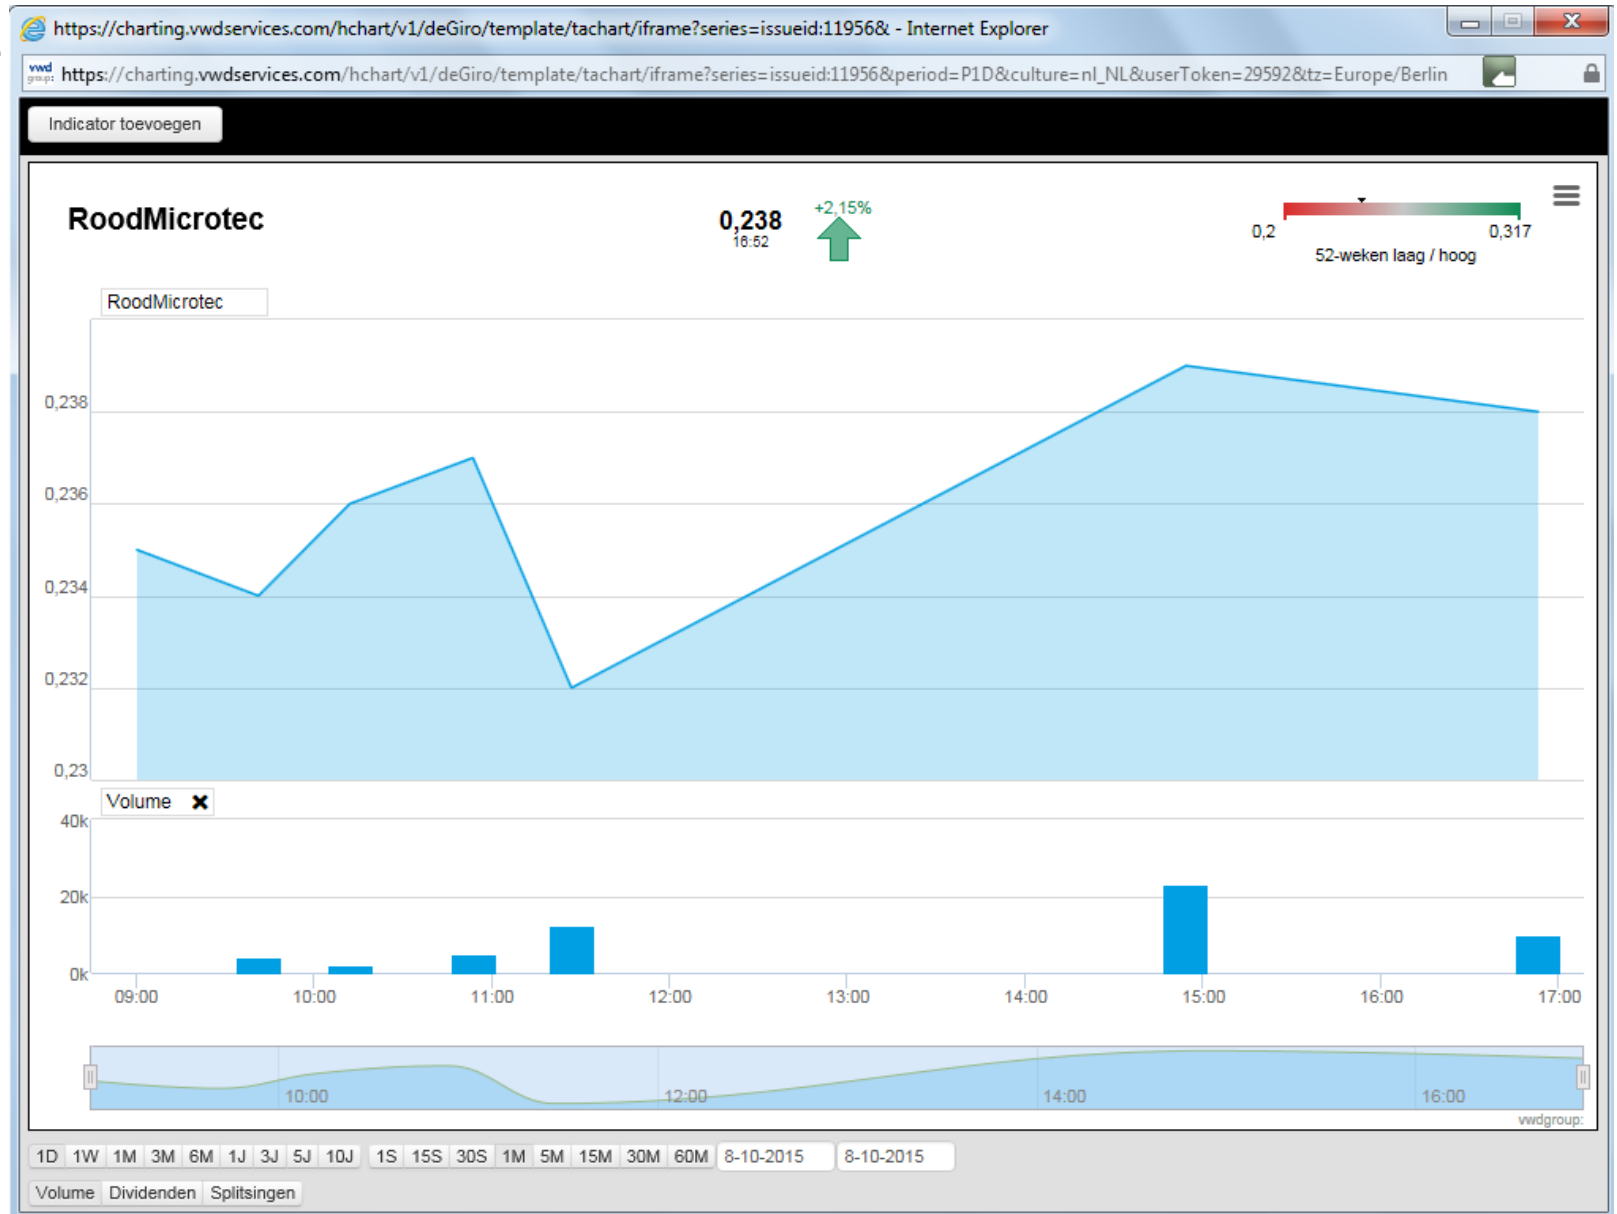 https://charting.vwdservices.com/hchart/v1/deGiro/template/tachart/iframe?series=issueid:11956& - Internet Explorer
vwd group: https://charting.vwdservices.com/hchart/v1/deGiro/template/tachart/iframe?series=issueid:11956&period=P1D&culture=nl_NL&userToken=29592&tz=Europe/Berlin
Indicator toevoegen
RoodMicrotec
0,238
16:52
+2,15%
0,2 0,317
52-weken laag / hoog
RoodMicrotec
0,238
0,236
0,234
0,232
0,23
Volume
40k
20k
0k
09:00 10:00 11:00 12:00 13:00 14:00 15:00 16:00 17:00
10:00 12:00 14:00 16:00
vwdgroup:
1D 1W 1M 3M 6M 1J 3J 5J 10J 1S 15S 30S 1M 5M 15M 30M 60M 8-10-2015 8-10-2015
Volume Dividenden Splitsingen